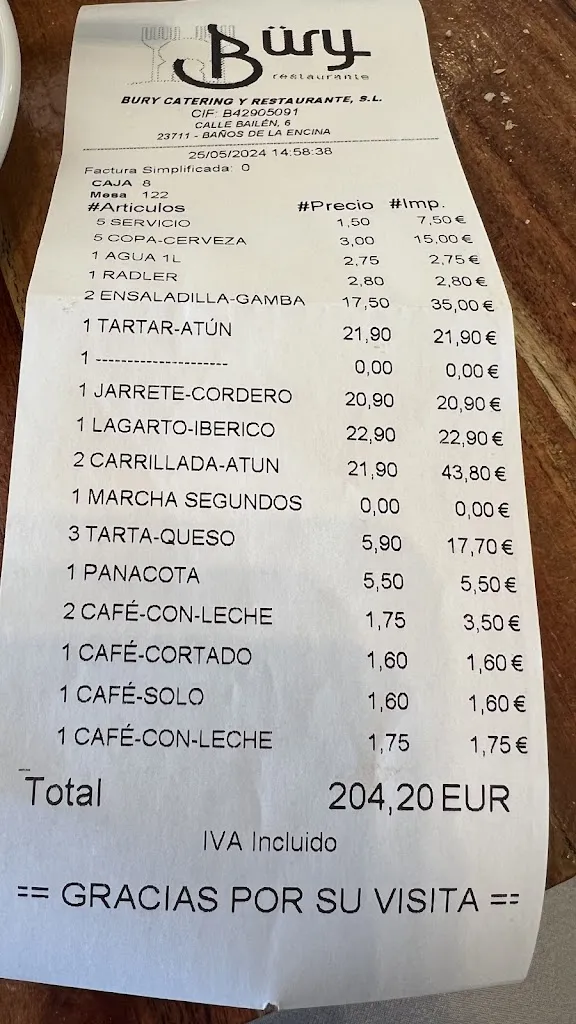 Büry
restaurante
BURY CATERING Y RESTAURANTE, S.L.
CIF: B42905091
CALLE BAILÉN, 6
23711 - BAÑOS DE LA ENCINA
25/05/2024 14:58:38
Factura Simplificada: 0
CAJA 8
Mesa 122
#Articulos #Precio #Imp.
5 SERVICIO 1,50 7,50 €
5 COPA-CERVEZA 3,00 15,00 €
1 AGUA 1L 2,75 2,75 €
1 RADLER 2,80 2,80 €
2 ENSALADILLA-GAMBA 17,50 35,00 €
1 TARTAR-ATÚN 21,90 21,90 €
1 --------------------- 0,00 0,00 €
1 JARRETE-CORDERO 20,90 20,90 €
1 LAGARTO-IBERICO 22,90 22,90 €
2 CARRILLADA-ATUN 21,90 43,80 €
1 MARCHA SEGUNDOS 0,00 0,00 €
3 TARTA-QUESO 5,90 17,70 €
1 PANACOTA 5,50 5,50 €
2 CAFÉ-CON-LECHE 1,75 3,50 €
1 CAFÉ-CORTADO 1,60 1,60 €
1 CAFÉ-SOLO 1,60 1,60 €
1 CAFÉ-CON-LECHE 1,75 1,75 €
Total 204,20 EUR
IVA Incluido
== GRACIAS POR SU VISITA ==